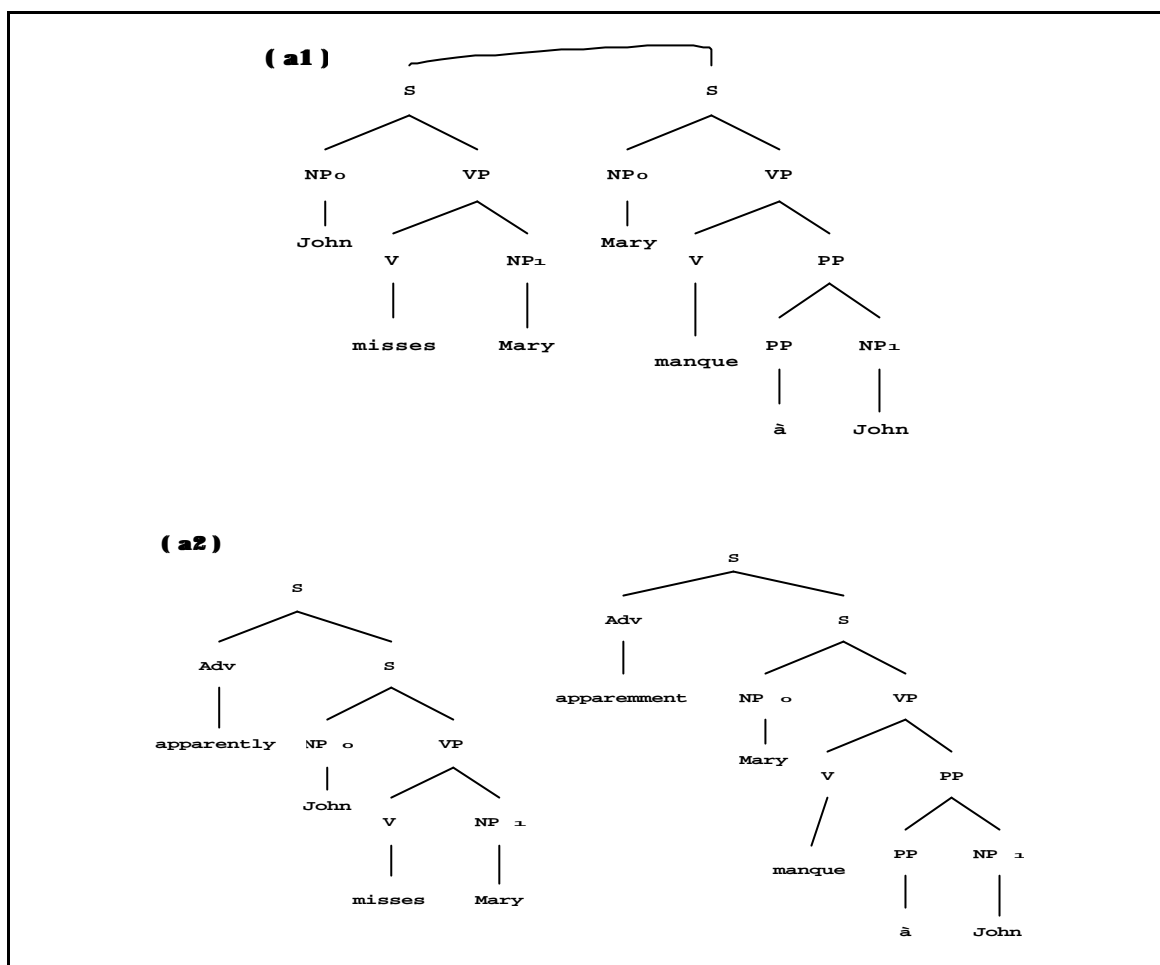 ( a1 )
S S
NP0 VP NP0 VP
John Mary
V NP1 V PP
misses Mary manque PP NP1
à John
( a2 )
S
S
Adv S
Adv S
apparemment NP 0 VP
apparently NP 0 VP
Mary V PP
John V NP 1
manque PP NP 1
misses Mary
à John